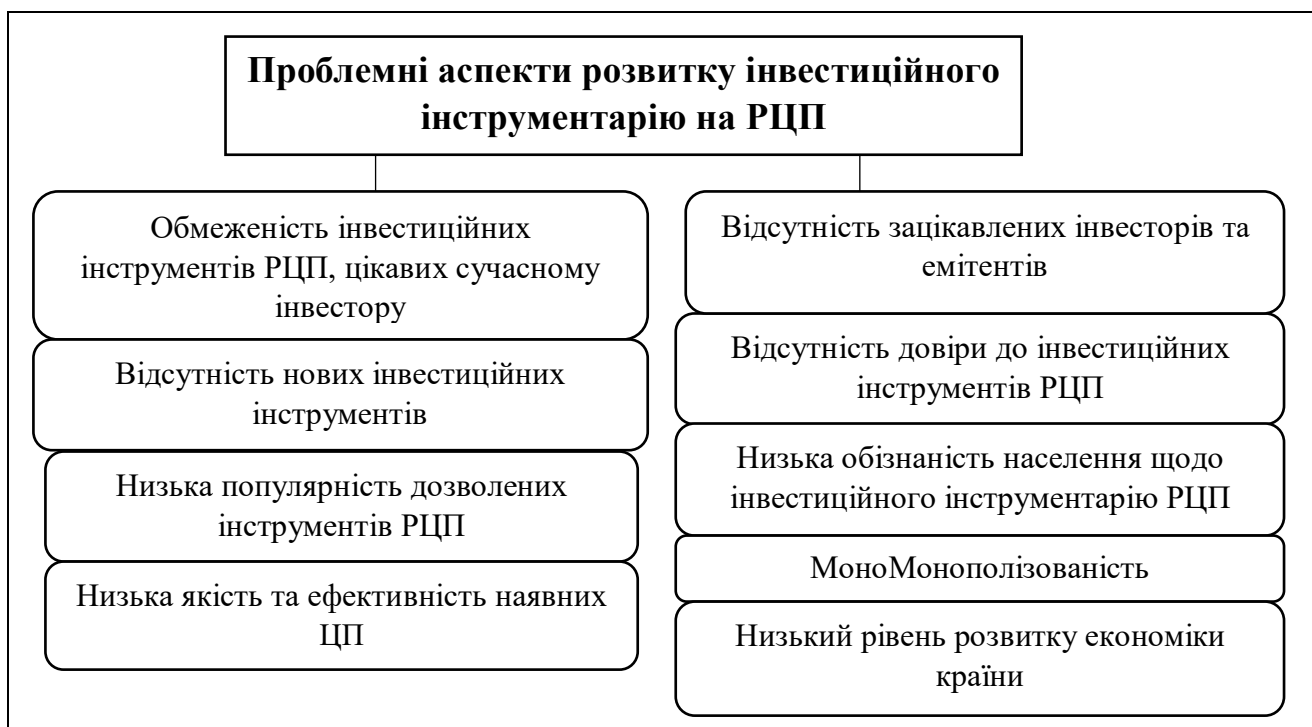 Проблемні аспекти розвитку інвестиційного
інструментарію на РЦП
Обмеженість інвестиційних
інструментів РЦП, цікавих сучасному
інвестору
Відсутність нових інвестиційних
інструментів
Низька популярність дозволених
інструментів РЦП
Низька якість та ефективність наявних
ЦП
Відсутність зацікавлених інвесторів та
емітентів
Відсутність довіри до інвестиційних
інструментів РЦП
Низька обізнаність населення щодо
інвестиційного інструментарію РЦП
МоноМонополізованість
Низький рівень розвитку економіки
країни